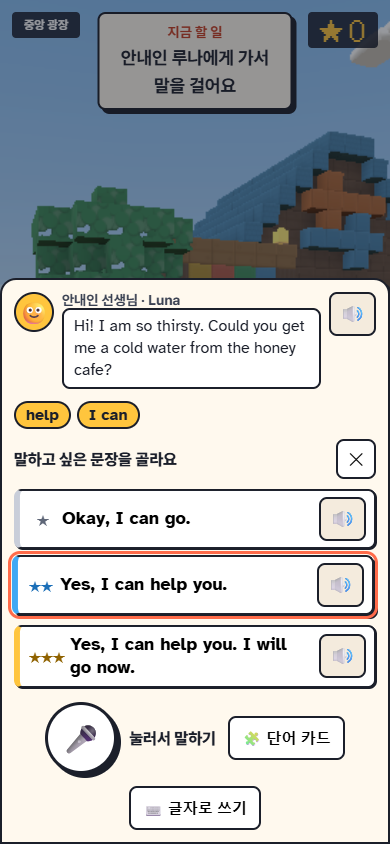 중앙 광장
지금 할 일
안내인 루나에게 가서
말을 걸어요
0
안내인 선생님 · Luna
Hi! I am so thirsty. Could you get
me a cold water from the honey
cafe?
help
I can
말하고 싶은 문장을 골라요
Okay, I can go.
Yes, I can help you.
Yes, I can help you. I will
go now.
눌러서 말하기
단어 카드
글자로 쓰기